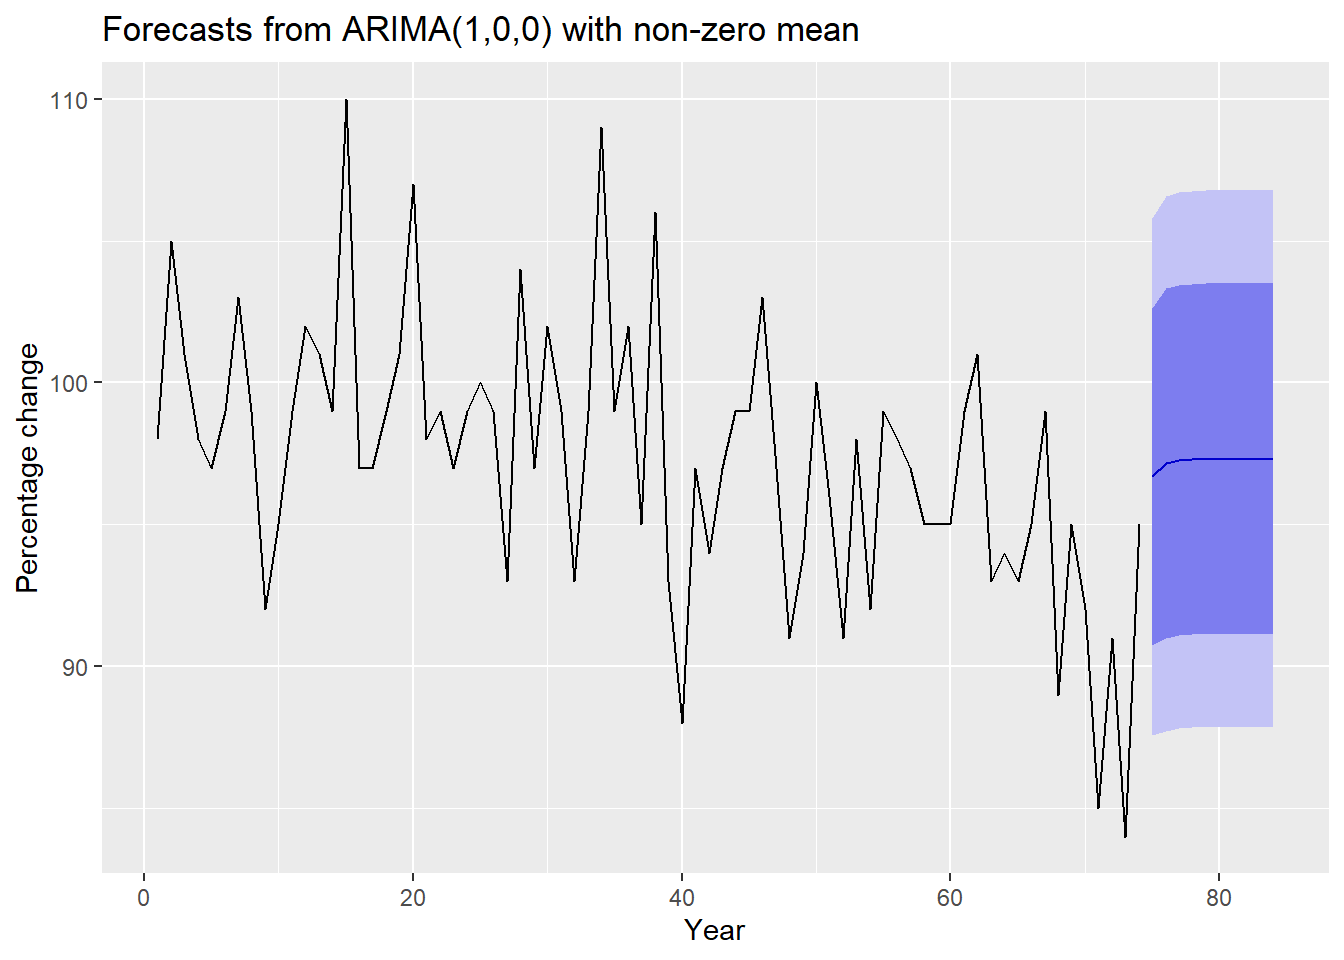 Forecasts from ARIMA(1,0,0) with non-zero mean
110
100
90
Percentage change
0 20 40 60 80
Year